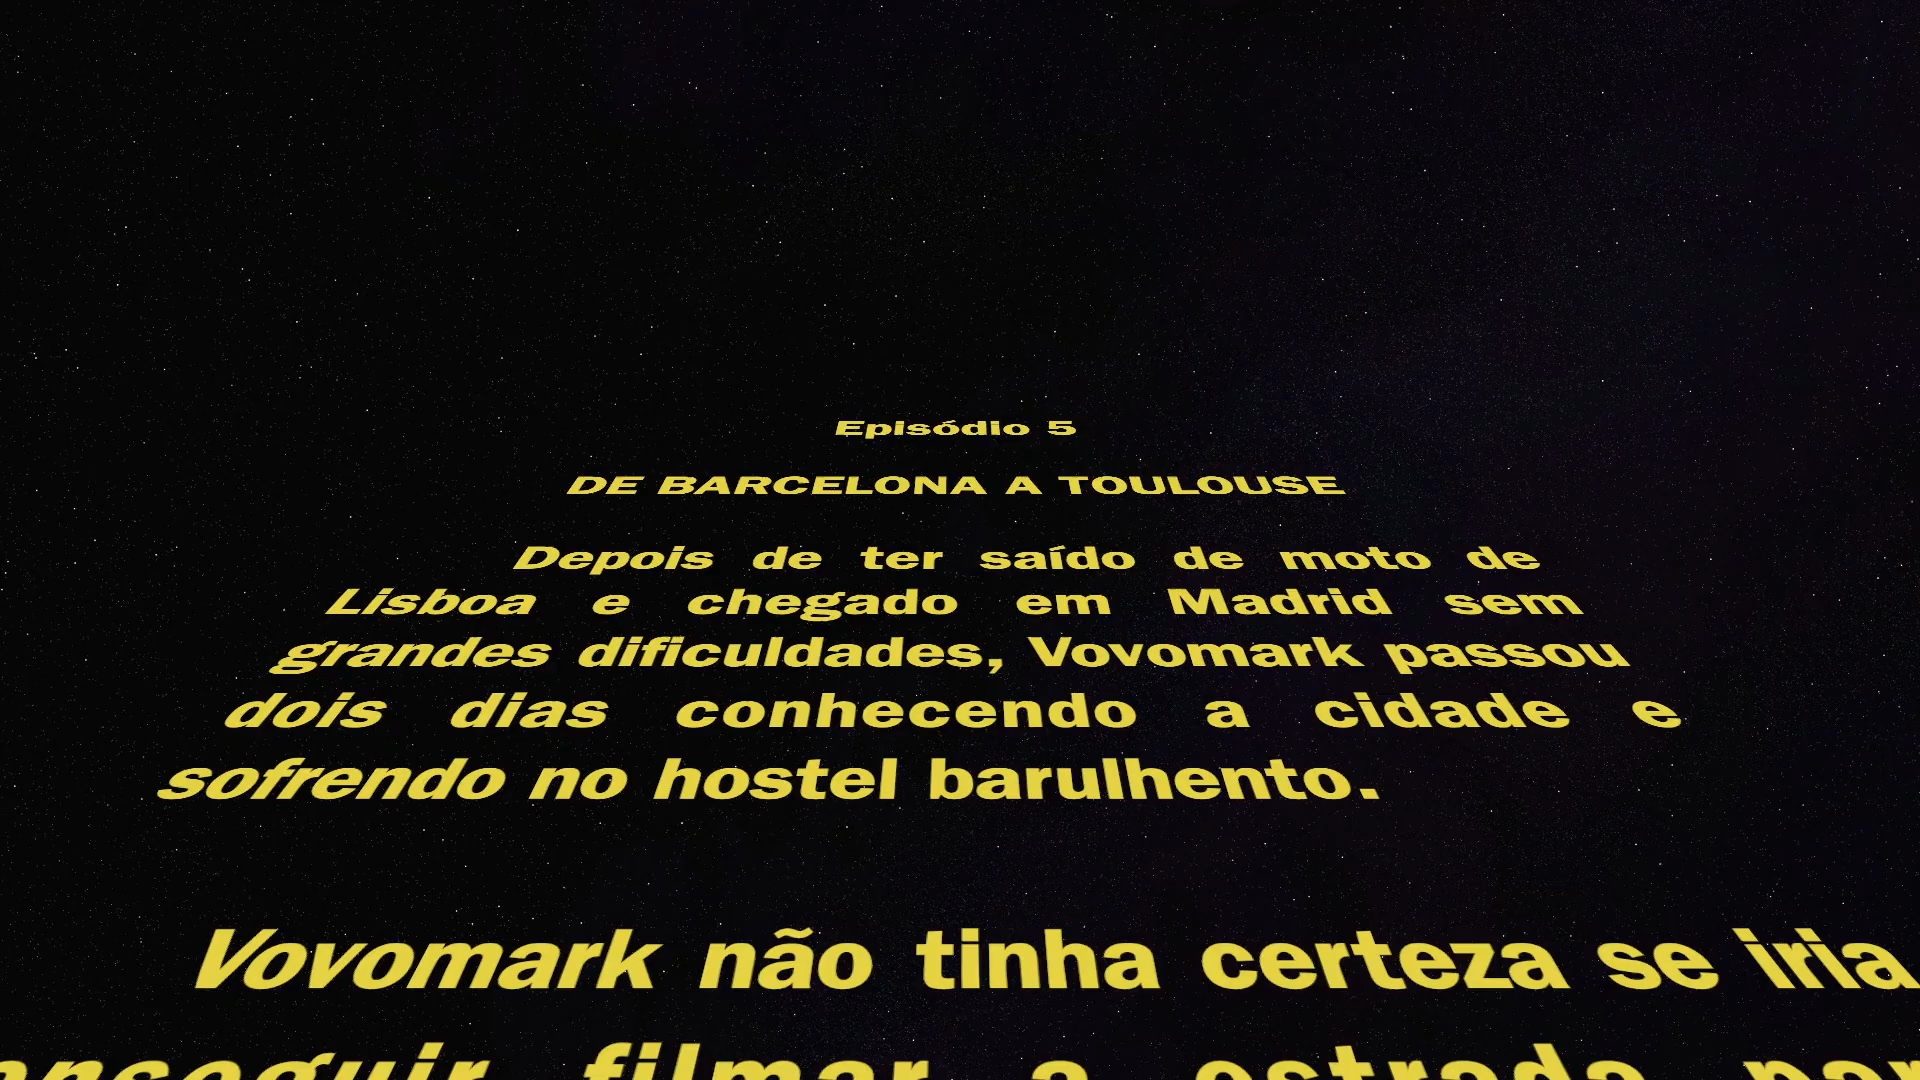 Episódio 5
DE BARCELONA A TOULOUSE
Depois de ter saído de moto de
Lisboa e chegado em Madrid sem
grandes dificuldades, Vovomark passou
dois dias conhecendo a cidade e
sofrendo no hostel barulhento.
Vovomark não tinha certeza se iria
filmar a estrada